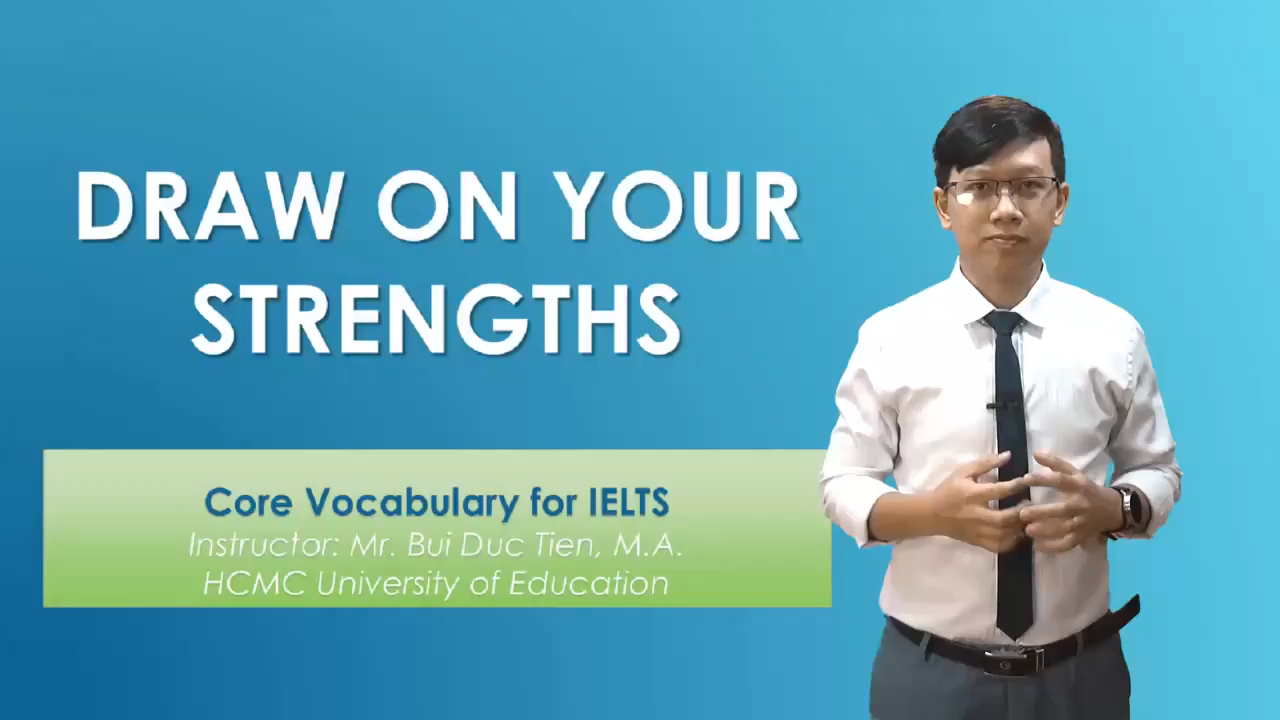 DRAW ON YOUR
STRENGTHS
Core Vocabulary for IELTS
Instructor: Mr. Bui Duc Tien, M.A.
HCMC University of Education